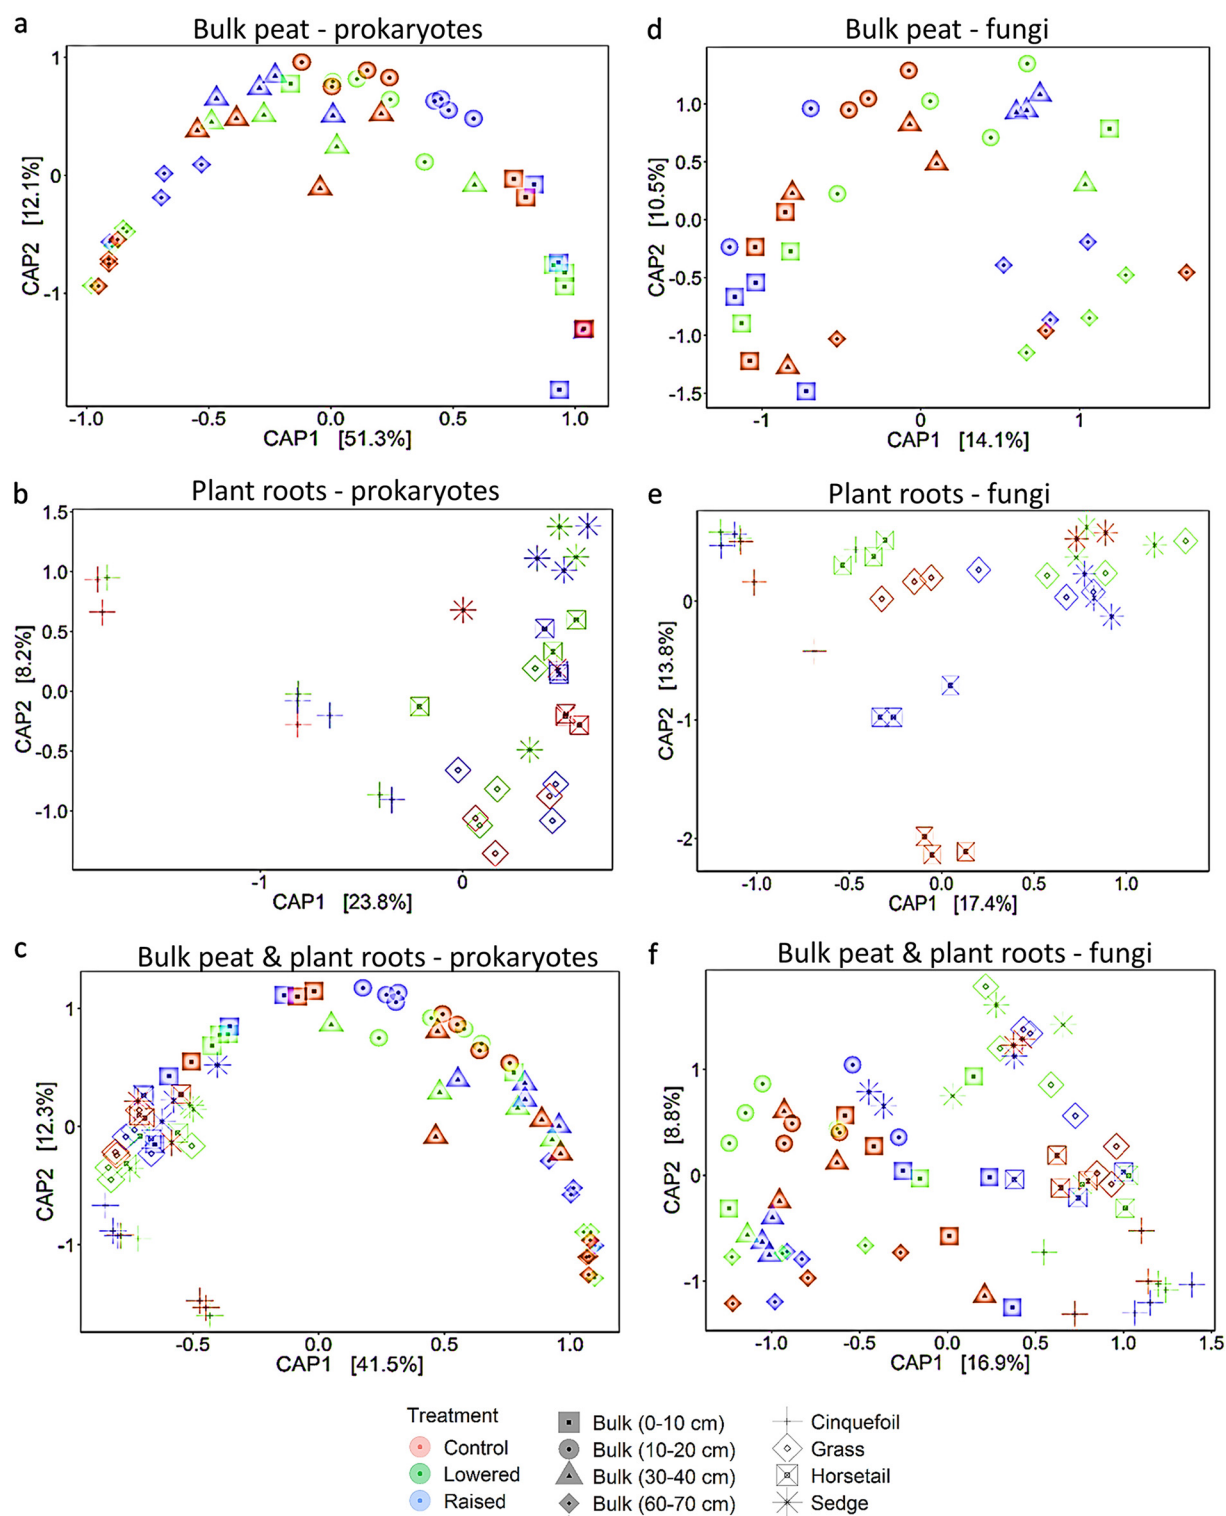 a
Bulk peat - prokaryotes
1
0
-1
CAP2 [12.1%]
-1.0 -0.5 0.0 0.5 1.0
CAP1 [51.3%]
d
Bulk peat - fungi
1.0
0.5
0.0
-0.5
-1.0
-1.5
CAP2 [10.5%]
-1 0 1
CAP1 [14.1%]
b
Plant roots - prokaryotes
1.5
1.0
0.5
0.0
-0.5
-1.0
CAP2 [8.2%]
-1 0
CAP1 [23.8%]
e
Plant roots - fungi
0
-1
-2
CAP2 [13.8%]
-1.0 -0.5 0.0 0.5 1.0
CAP1 [17.4%]
c
Bulk peat & plant roots - prokaryotes
1
0
-1
CAP2 [12.3%]
-0.5 0.0 0.5 1.0
CAP1 [41.5%]
f
Bulk peat & plant roots - fungi
1
0
-1
CAP2 [8.8%]
-1.0 -0.5 0.0 0.5 1.0 1.5
CAP1 [16.9%]
Treatment
Control
Lowered
Raised
Bulk (0-10 cm)
Bulk (10-20 cm)
Bulk (30-40 cm)
Bulk (60-70 cm)
Cinquefoil
Grass
Horsetail
Sedge